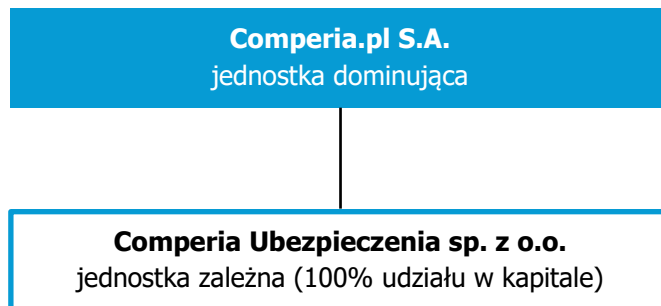 Comperia.pl S.A.
jednostka dominująca
Comperia Ubezpieczenia sp. z o.o.
jednostka zależna (100% udziału w kapitale)